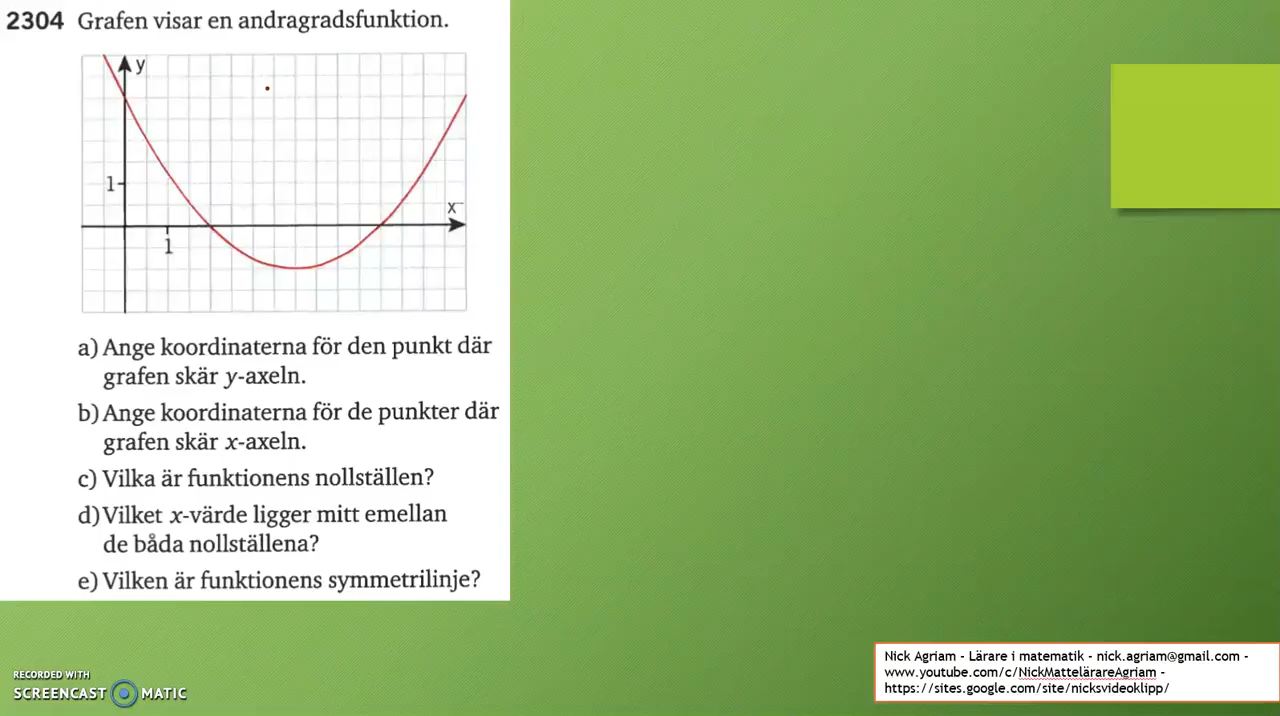 2304 Grafen visar en andragradsfunktion.
y
1
x
1
a) Ange koordinaterna för den punkt där
grafen skär y-axeln.
b) Ange koordinaterna för de punkter där
grafen skär x-axeln.
c) Vilka är funktionens nollställen?
d) Vilket x-värde ligger mitt emellan
de båda nollställena?
e) Vilken är funktionens symmetrilinje?
Nick Agriam - Lärare i matematik - nick.agriam@gmail.com -
www.youtube.com/c/NickMattelärareAgriam -
https://sites.google.com/site/nicksvideoklipp/
RECORDED WITH
SCREENCAST MATIC